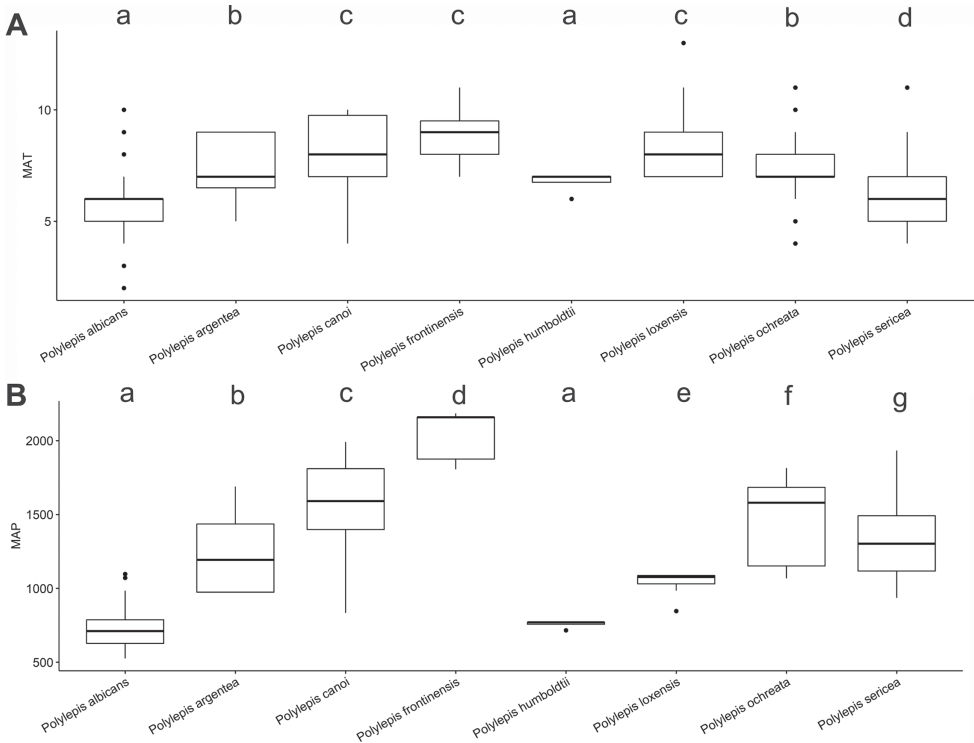 A
a b c c a c b d
MAT
10
5
Polylepis albicans
Polylepis argentea
Polylepis canoi
Polylepis frontinensis
Polylepis humboldtii
Polylepis loxensis
Polylepis ochreata
Polylepis sericea
B
a b c d a e f g
MAP
2000
1500
1000
500
Polylepis albicans
Polylepis argentea
Polylepis canoi
Polylepis frontinensis
Polylepis humboldtii
Polylepis loxensis
Polylepis ochreata
Polylepis sericea